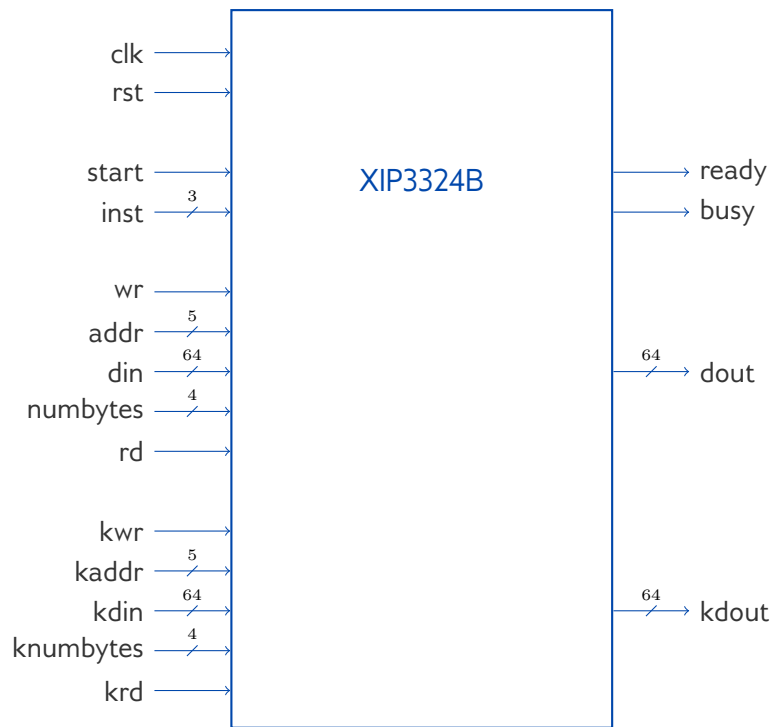 clk
rst
start
ready
3
inst
busy
XIP3324B
wr
5
addr
64
din
64
dout
4
numbytes
rd
kwr
5
kaddr
64
kdin
64
kdout
4
knumbytes
krd